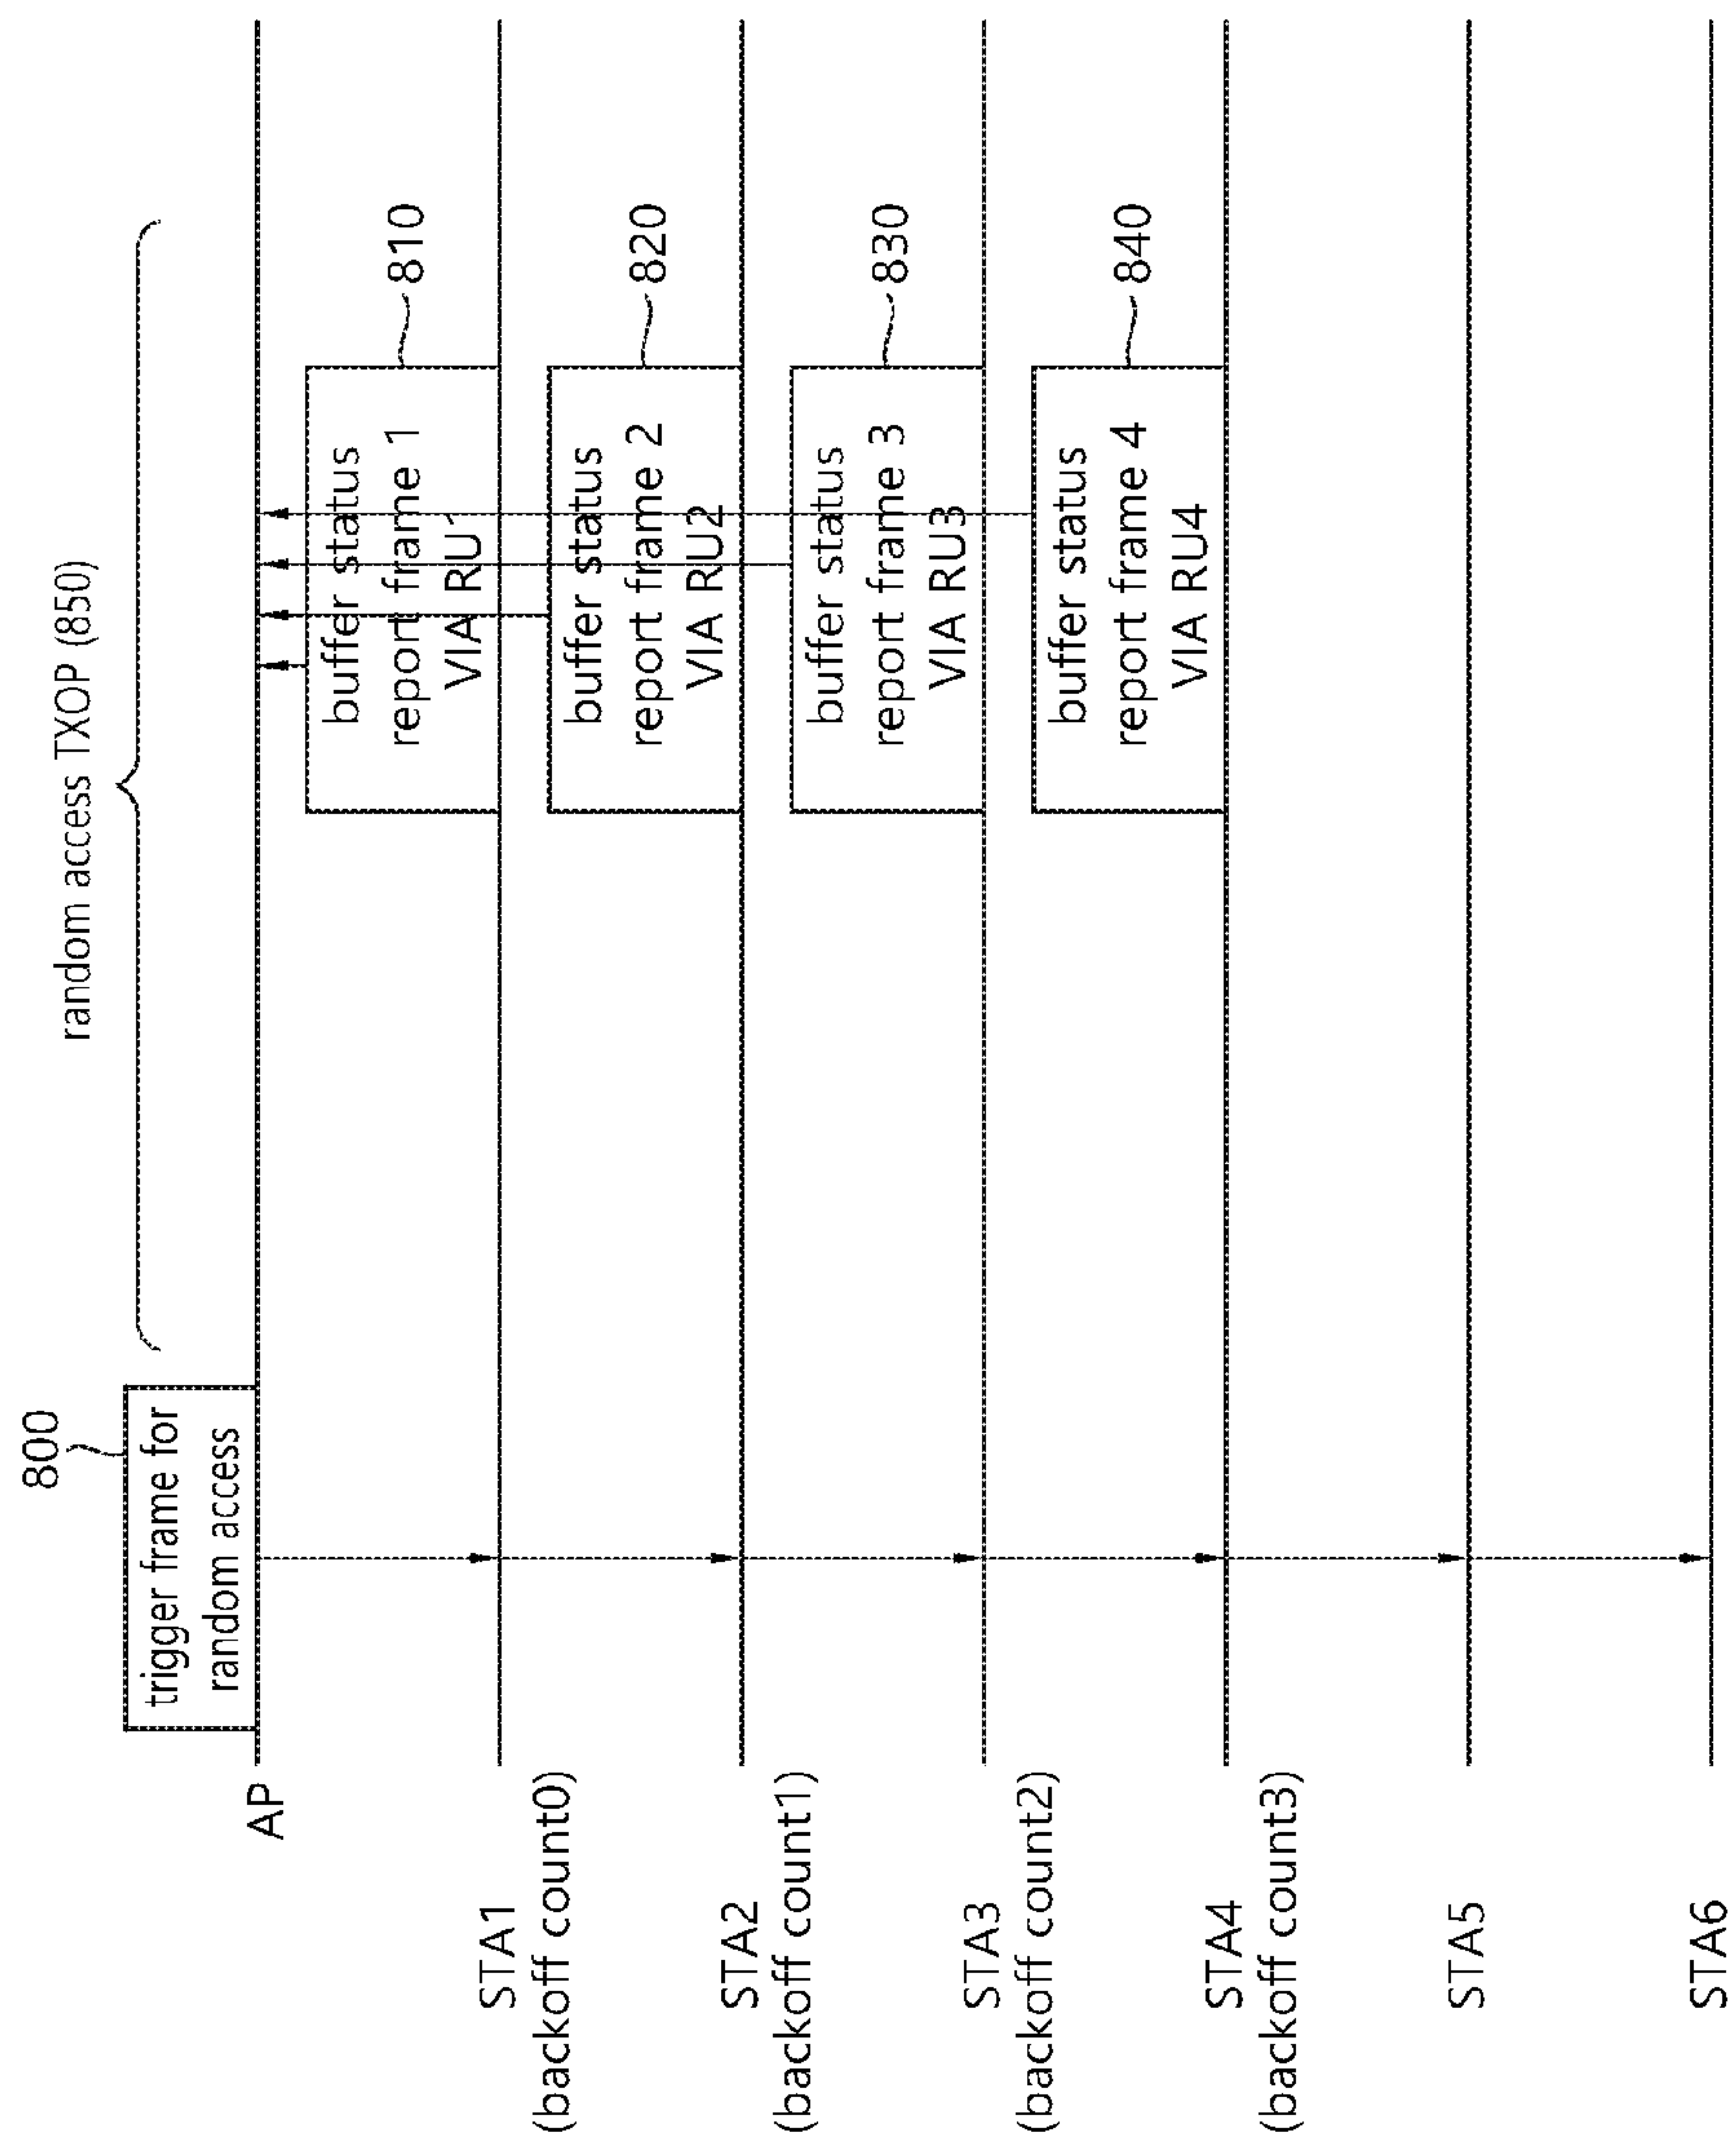 random access TXOP (850)
800
trigger frame for
random access
AP
buffer status
report frame 1
VIA RU1
810
STA1
(backoff count0)
buffer status
report frame 2
VIA RU2
820
STA2
(backoff count1)
buffer status
report frame 3
VIA RU3
830
STA3
(backoff count2)
buffer status
report frame 4
VIA RU4
840
STA4
(backoff count3)
STA5
STA6